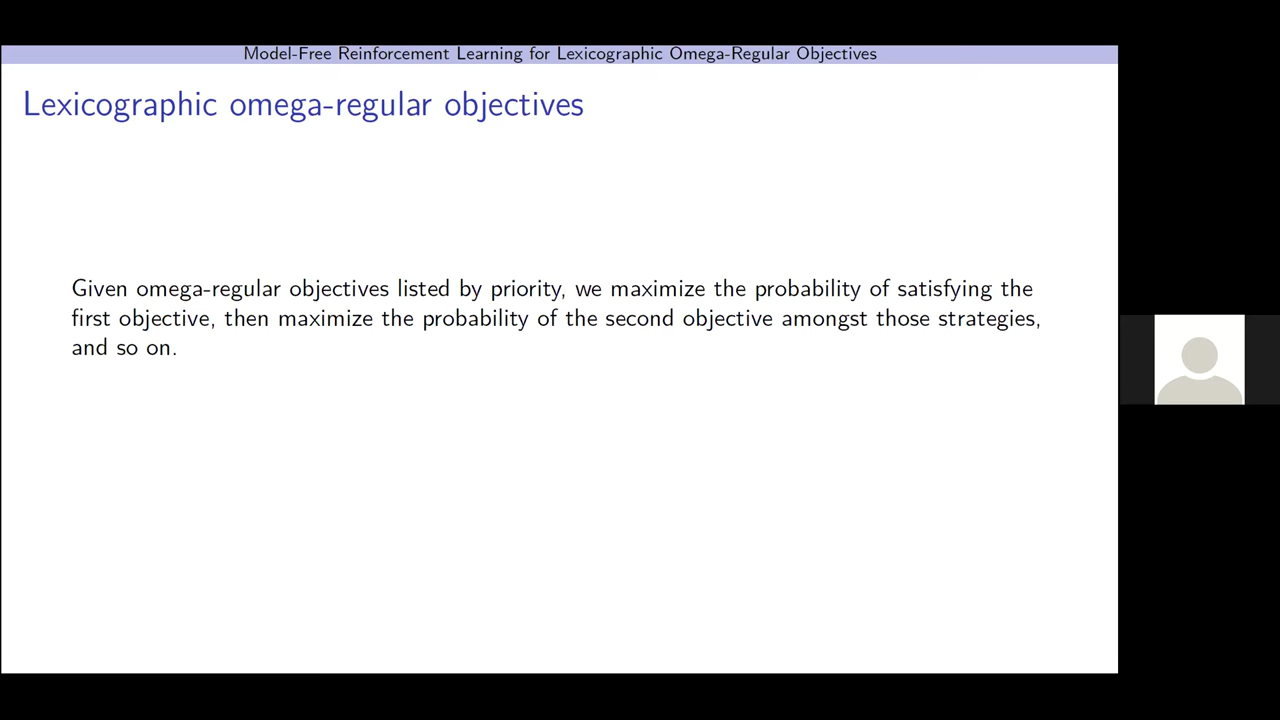 Model-Free Reinforcement Learning for Lexicographic Omega-Regular Objectives
Lexicographic omega-regular objectives
Given omega-regular objectives listed by priority, we maximize the probability of satisfying the
first objective, then maximize the probability of the second objective amongst those strategies,
and so on.